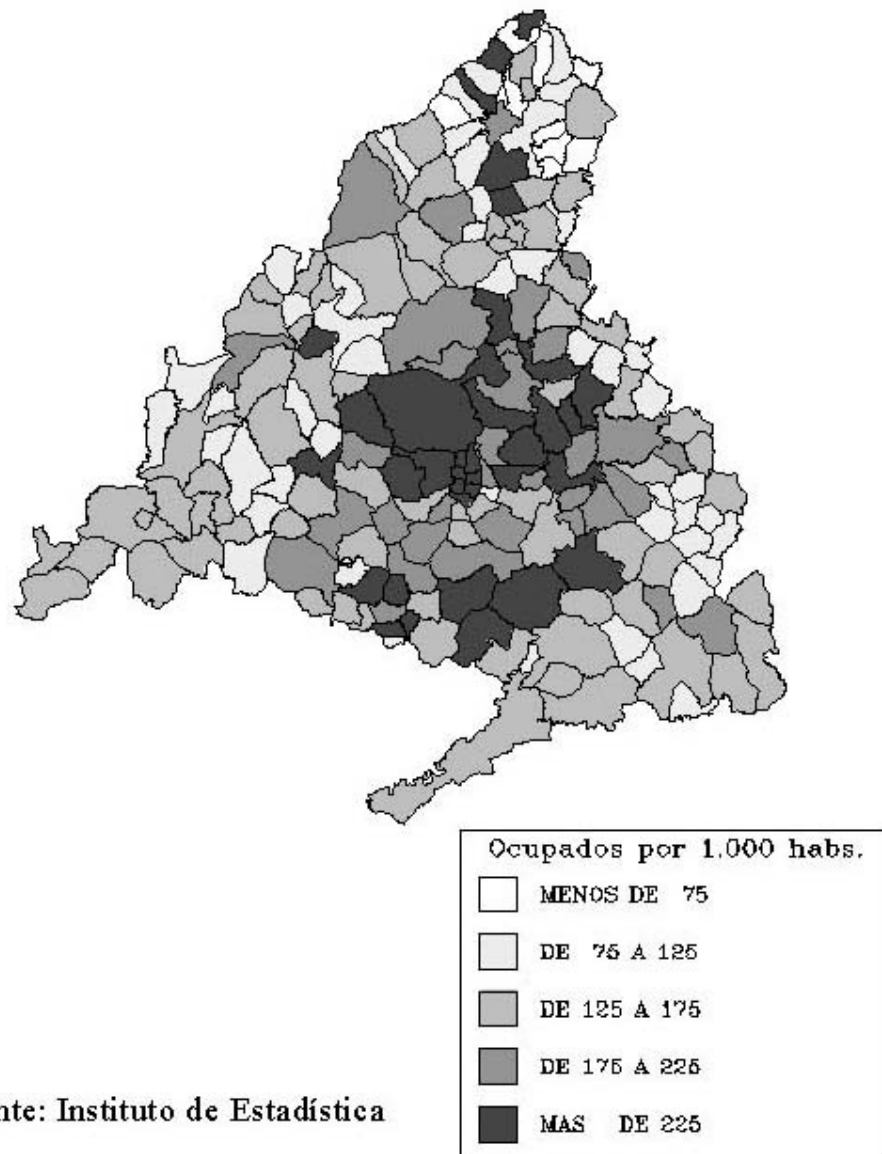 Ocupados por 1.000 habs.
MENOS DE 75
DE 75 A 125
DE 125 A 175
DE 175 A 225
MAS DE 225
nte: Instituto de Estadística